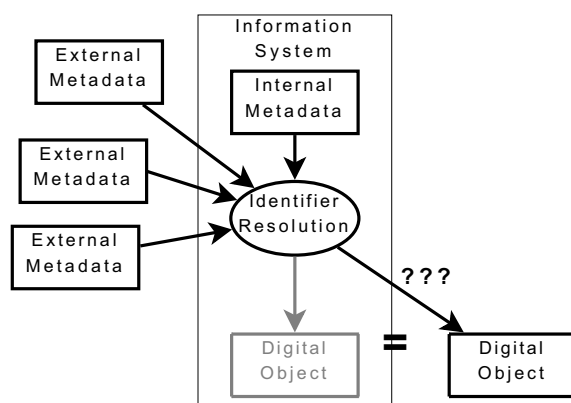 Information
System
External
Metadata
Internal
Metadata
External
Metadata
External
Metadata
Identifier
Resolution
???
=
Digital
Object
Digital
Object